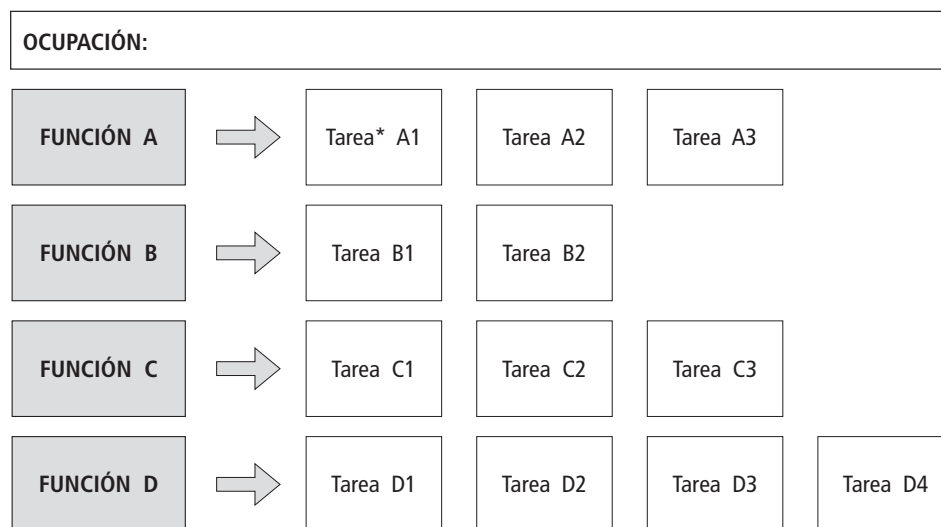 OCUPACIÓN:
FUNCIÓN A Tarea* A1 Tarea A2 Tarea A3
FUNCIÓN B Tarea B1 Tarea B2
FUNCIÓN C Tarea C1 Tarea C2 Tarea C3
FUNCIÓN D Tarea D1 Tarea D2 Tarea D3 Tarea D4